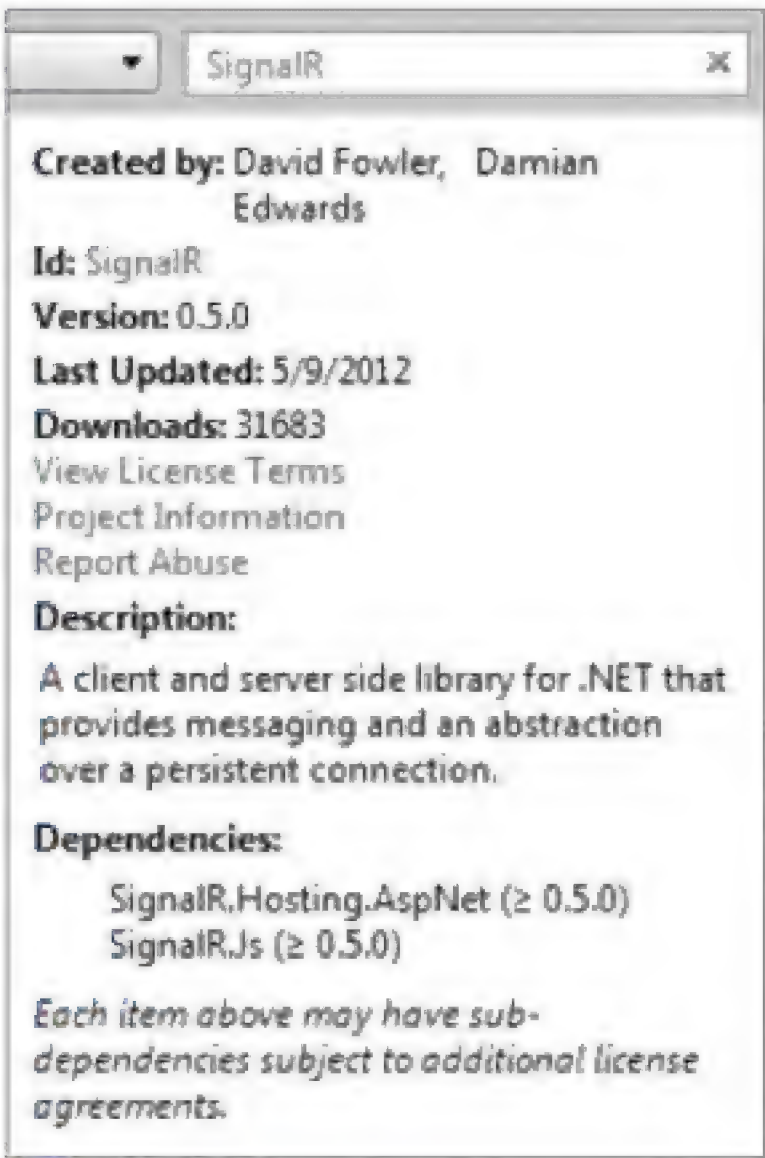 SignalR
Created by: David Fowler, Damian
Edwards
Id: SignalR
Version: 0.5.0
Last Updated: 5/9/2012
Downloads: 31683
View License Terms
Project Information
Report Abuse
Description:
A client and server side library for .NET that
provides messaging and an abstraction
over a persistent connection.
Dependencies:
SignalR.Hosting.AspNet (≥ 0.5.0)
SignalR.Js (≥ 0.5.0)
Each item above may have sub-
dependencies subject to additional license
agreements.